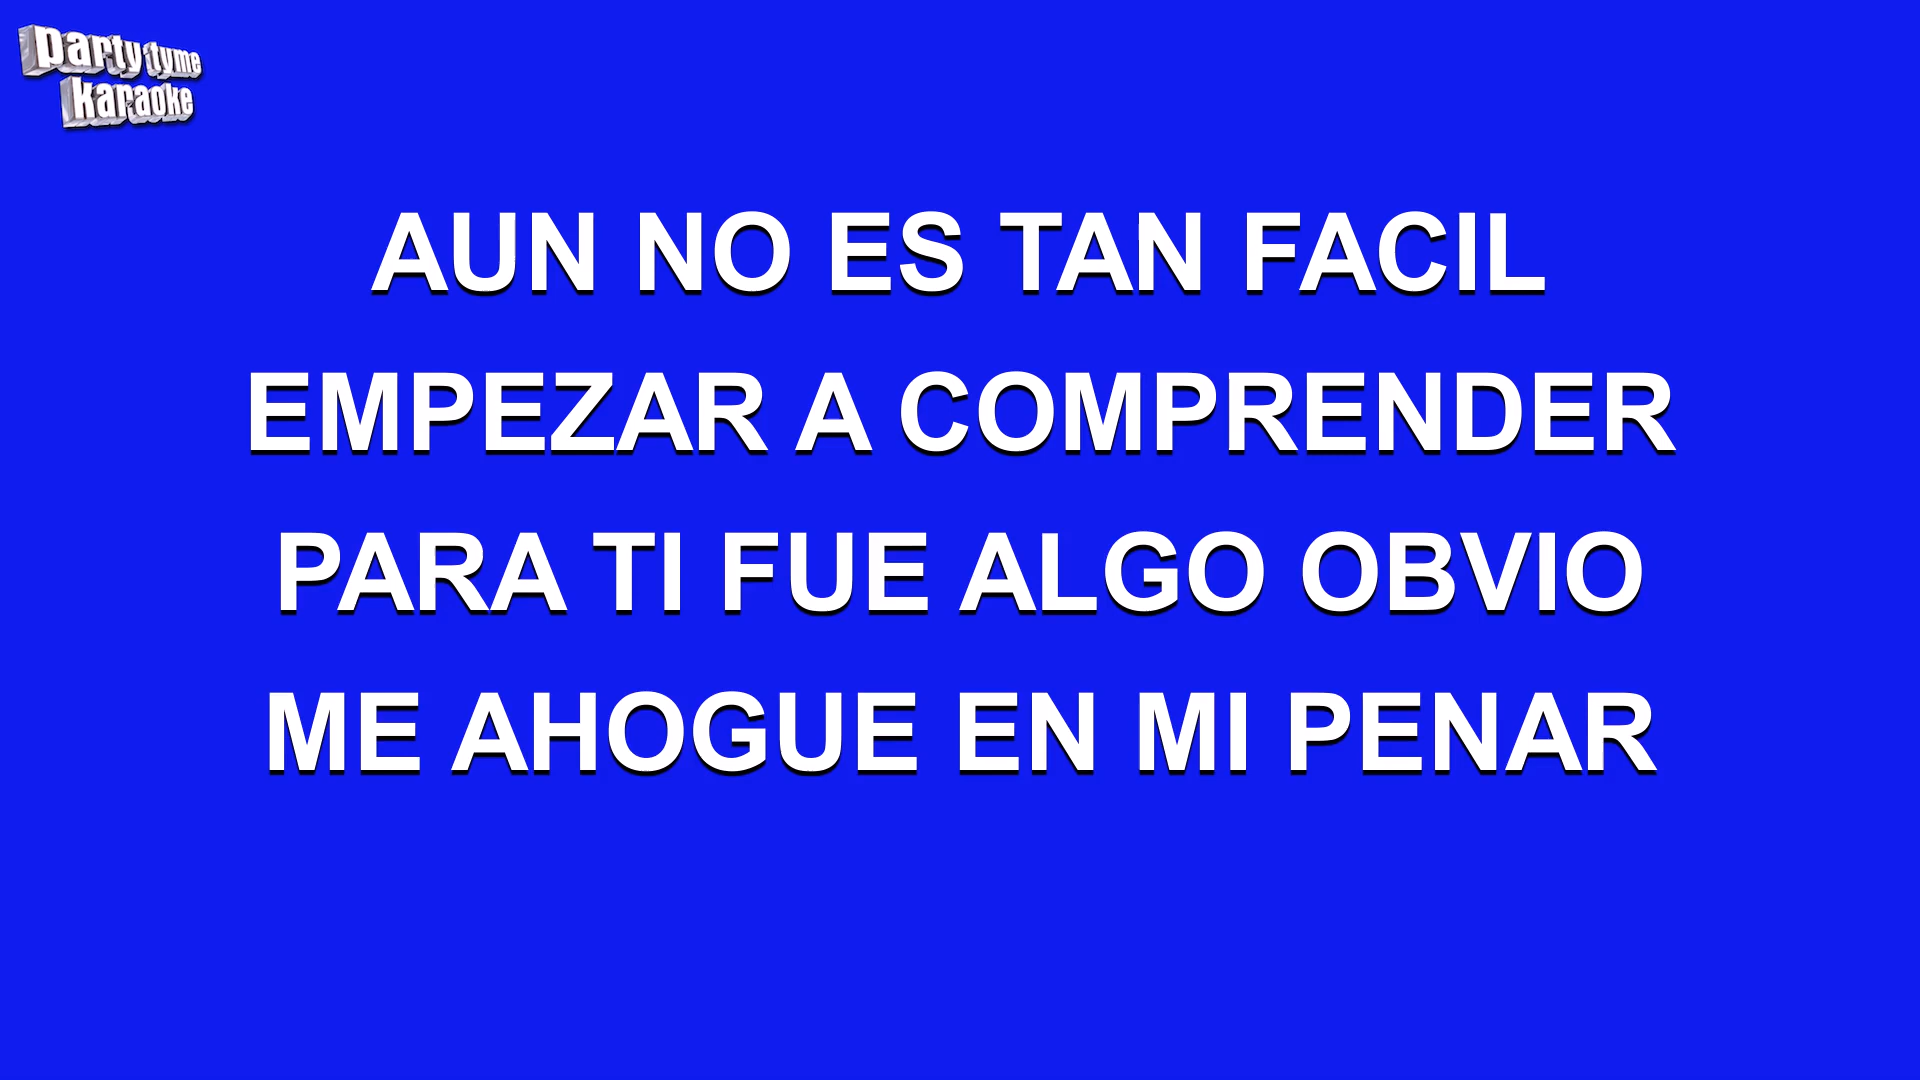 party tyme
karaoke
AUN NO ES TAN FACIL
EMPEZAR A COMPRENDER
PARA TI FUE ALGO OBVIO
ME AHOGUE EN MI PENAR